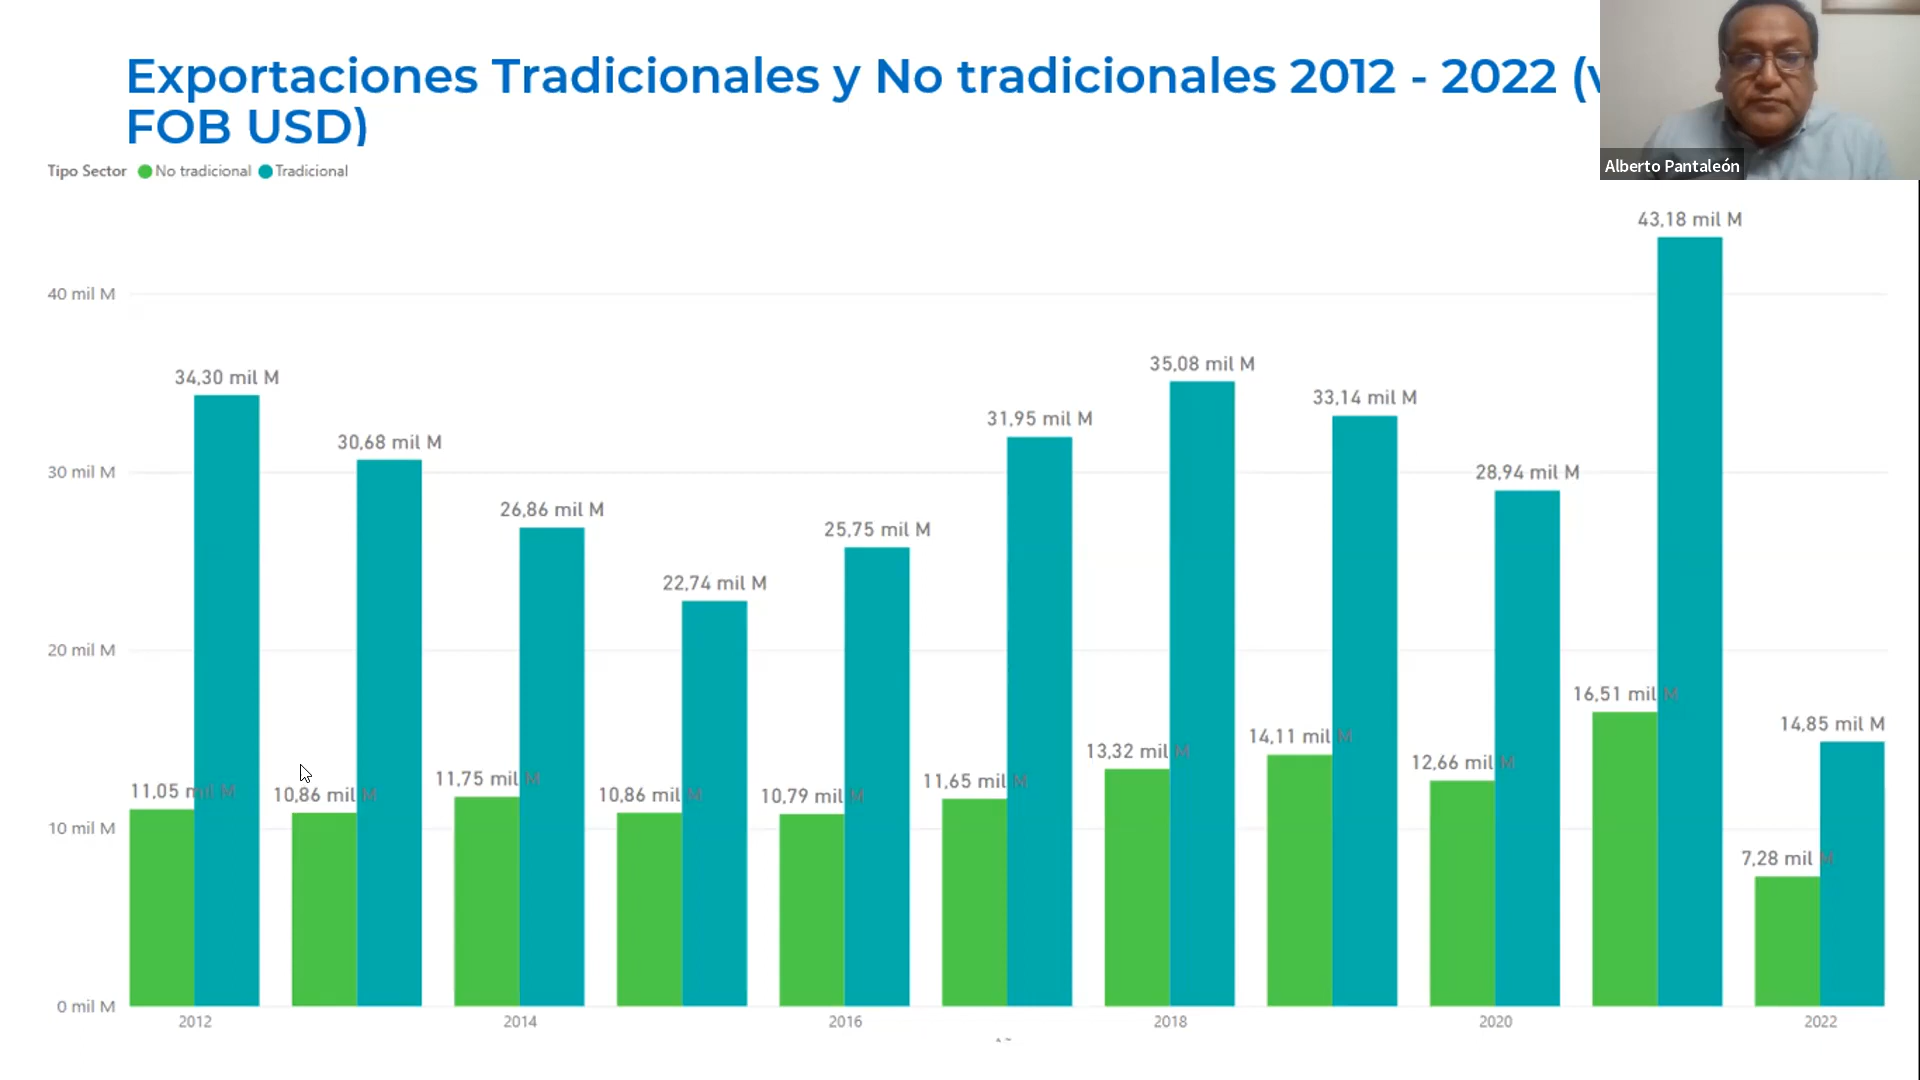 Exportaciones Tradicionales y No tradicionales 2012 - 2022 (v
FOB USD)
Alberto Pantaleón
Tipo Sector No tradicional Tradicional
43,18 mil M
40 mil M
35,08 mil M
34,30 mil M
33,14 mil M
31,95 mil M
30,68 mil M
30 mil M
28,94 mil M
26,86 mil M
25,75 mil M
22,74 mil M
20 mil M
16,51 mil M
14,85 mil M
14,11 mil M
13,32 mil M
12,66 mil M
11,75 mil M
11,65 mil M
11,05 mil M
10,86 mil M
10,86 mil M
10,79 mil M
10 mil M
7,28 mil M
0 mil M
2012 2014 2016 2018 2020 2022